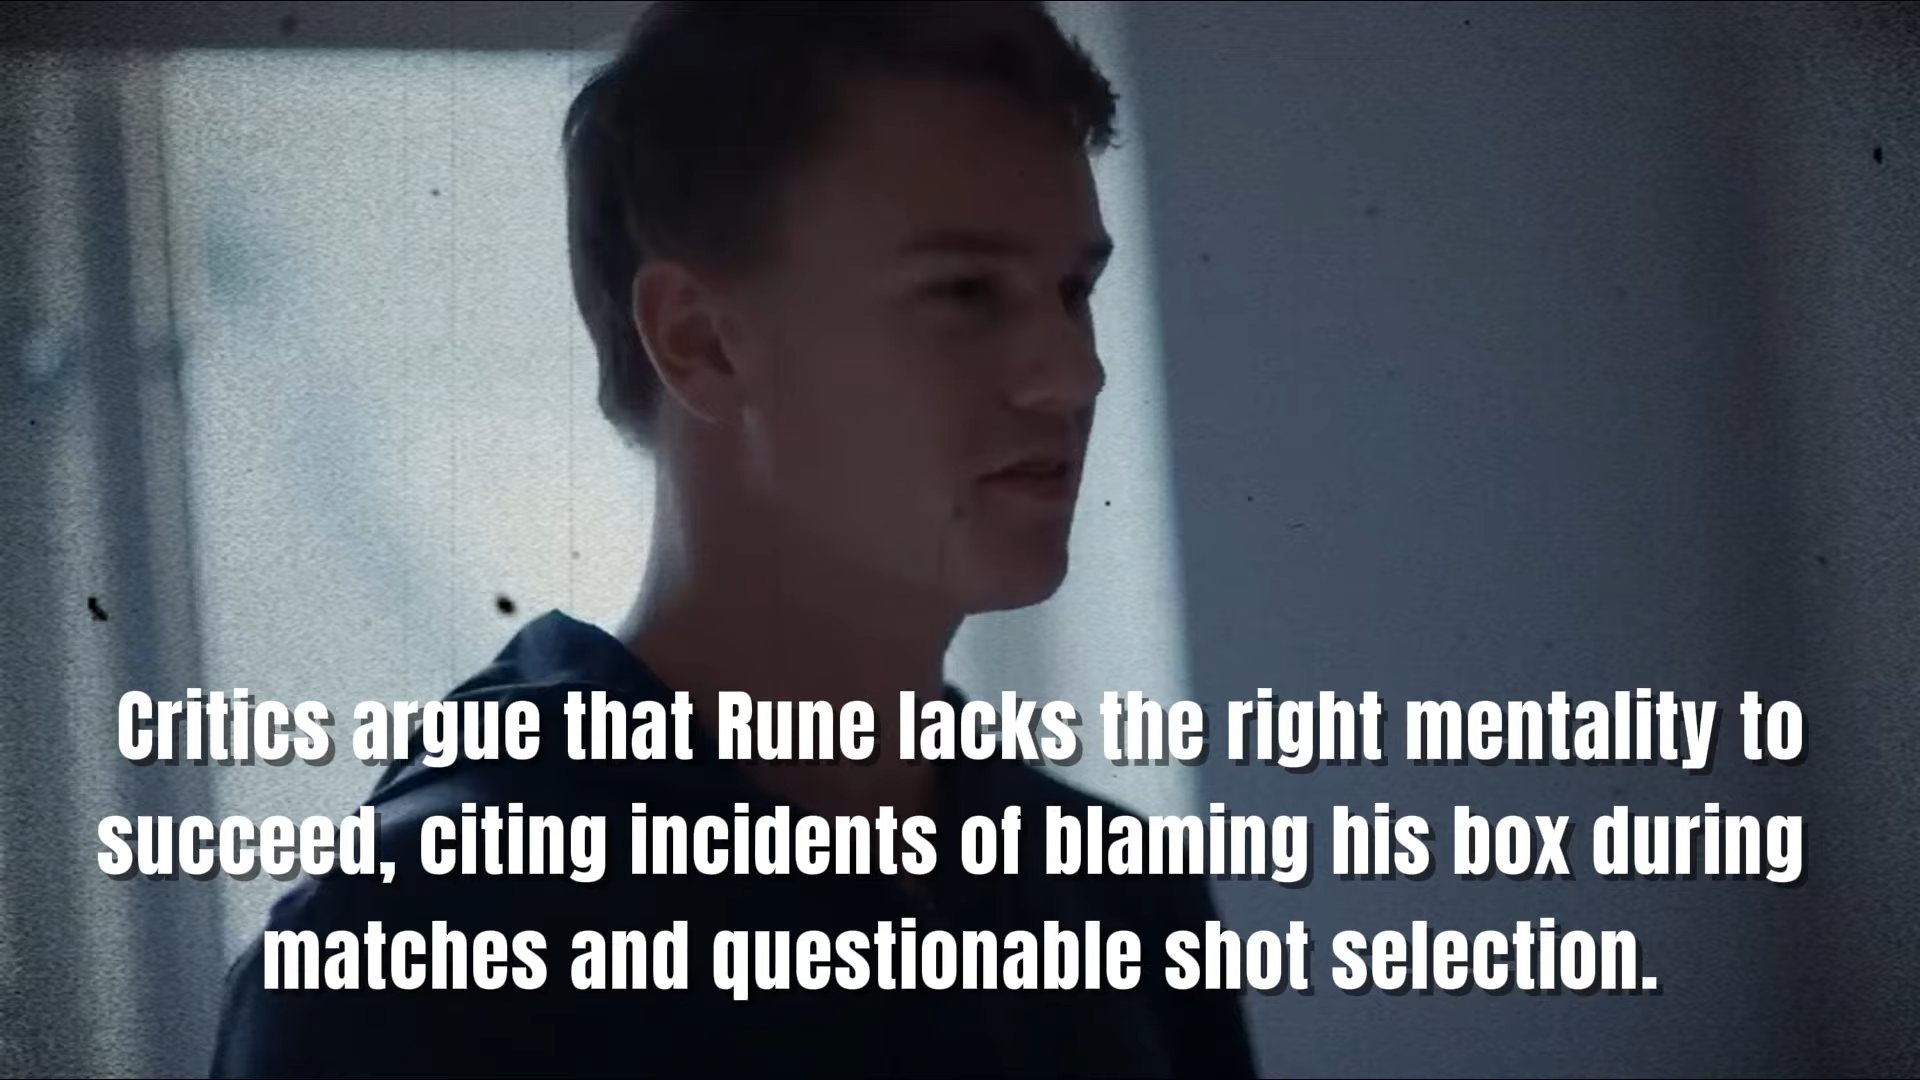 Critics argue that Rune lacks the right mentality to
succeed, citing incidents of blaming his box during
matches and questionable shot selection.